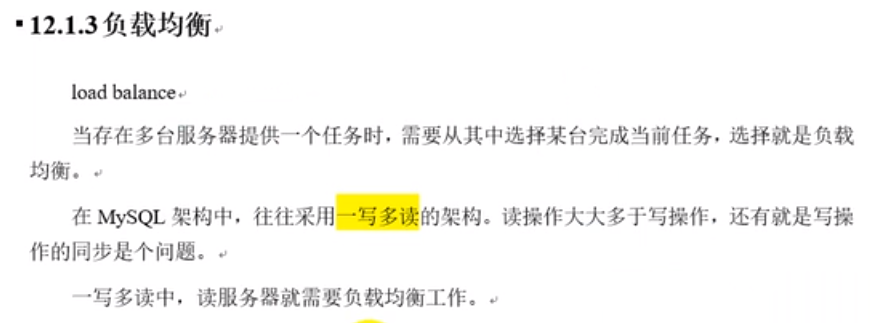 12.1.3 负载均衡
load balance
当存在多台服务器提供一个任务时，需要从其中选择某台完成当前任务，选择就是负载
均衡。
在 MySQL 架构中，往往采用一写多读的架构。读操作大大多于写操作，还有就是写操
作的同步是个问题。
一写多读中，读服务器就需要负载均衡工作。